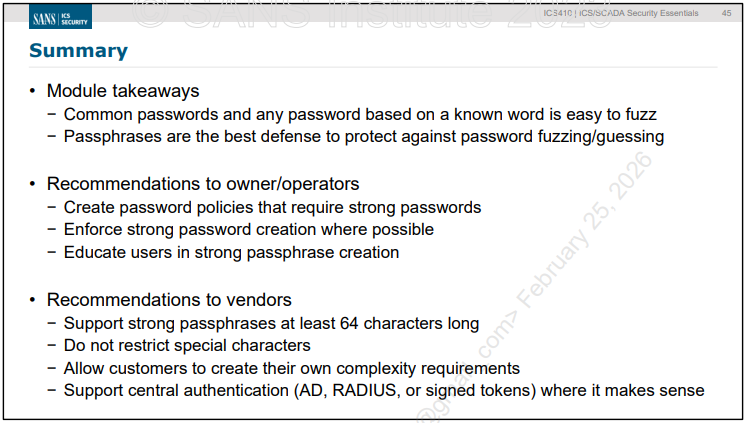 © SANS Institute 2026
SANS ICS SECURITY
ICS410 | ICS/SCADA Security Essentials 45
Summary
• Module takeaways
− Common passwords and any password based on a known word is easy to fuzz
− Passphrases are the best defense to protect against password fuzzing/guessing
• Recommendations to owner/operators
− Create password policies that require strong passwords
− Enforce strong password creation where possible
− Educate users in strong passphrase creation
• Recommendations to vendors
− Support strong passphrases at least 64 characters long
− Do not restrict special characters
− Allow customers to create their own complexity requirements
− Support central authentication (AD, RADIUS, or signed tokens) where it makes sense
@gmail.com> February 25, 2026